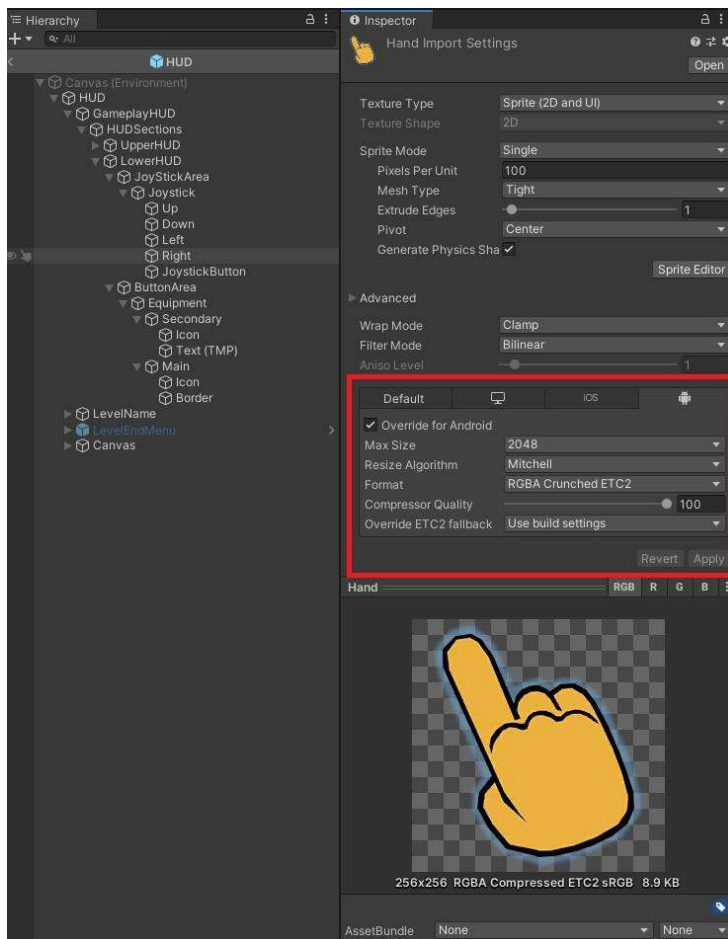 Hierarchy
All
HUD
Canvas (Environment)
HUD
GameplayHUD
HUDSections
UpperHUD
LowerHUD
JoyStickArea
Joystick
Up
Down
Left
Right
JoystickButton
ButtonArea
Equipment
Secondary
Icon
Text (TMP)
Main
Icon
Border
LevelName
LevelEndMenu
Canvas
Inspector
Hand Import Settings
Open
Texture Type Sprite (2D and UI)
Texture Shape 2D
Sprite Mode Single
Pixels Per Unit 100
Mesh Type Tight
Extrude Edges 1
Pivot Center
Generate Physics Sha
Sprite Editor
Advanced
Wrap Mode Clamp
Filter Mode Bilinear
Aniso Level 1
Default iOS
Override for Android
Max Size 2048
Resize Algorithm Mitchell
Format RGBA Crunched ETC2
Compressor Quality 100
Override ETC2 fallback Use build settings
Revert Apply
Hand RGB R G B
256x256 RGBA Compressed ETC2 sRGB 8.9 KB
AssetBundle None None